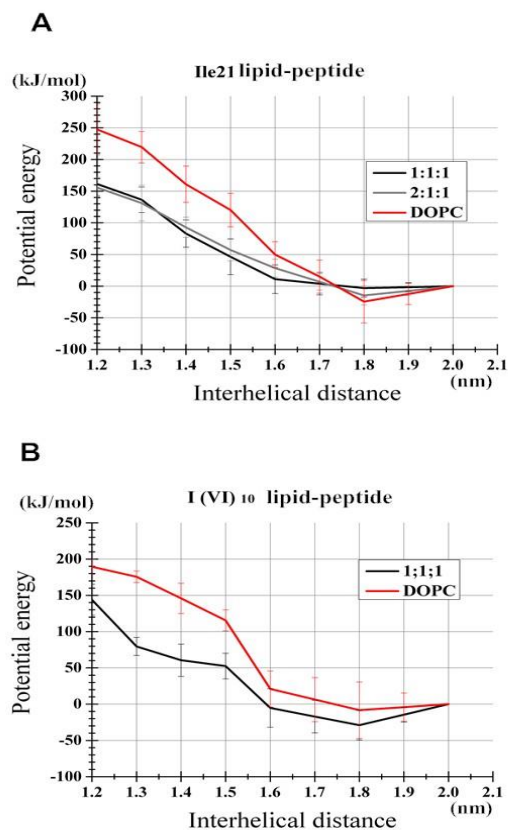 A
Ile21 lipid-peptide
(kJ/mol)
300
250
200
150
100
50
0
-50
-100
Potential energy
1:1:1
2:1:1
DOPC
1.2 1.3 1.4 1.5 1.6 1.7 1.8 1.9 2.0 2.1
(nm)
Interhelical distance
B
I (VI) 10 lipid-peptide
(kJ/mol)
250
200
150
100
50
0
-50
-100
Potential energy
1;1;1
DOPC
1.2 1.3 1.4 1.5 1.6 1.7 1.8 1.9 2.0 2.1
(nm)
Interhelical distance